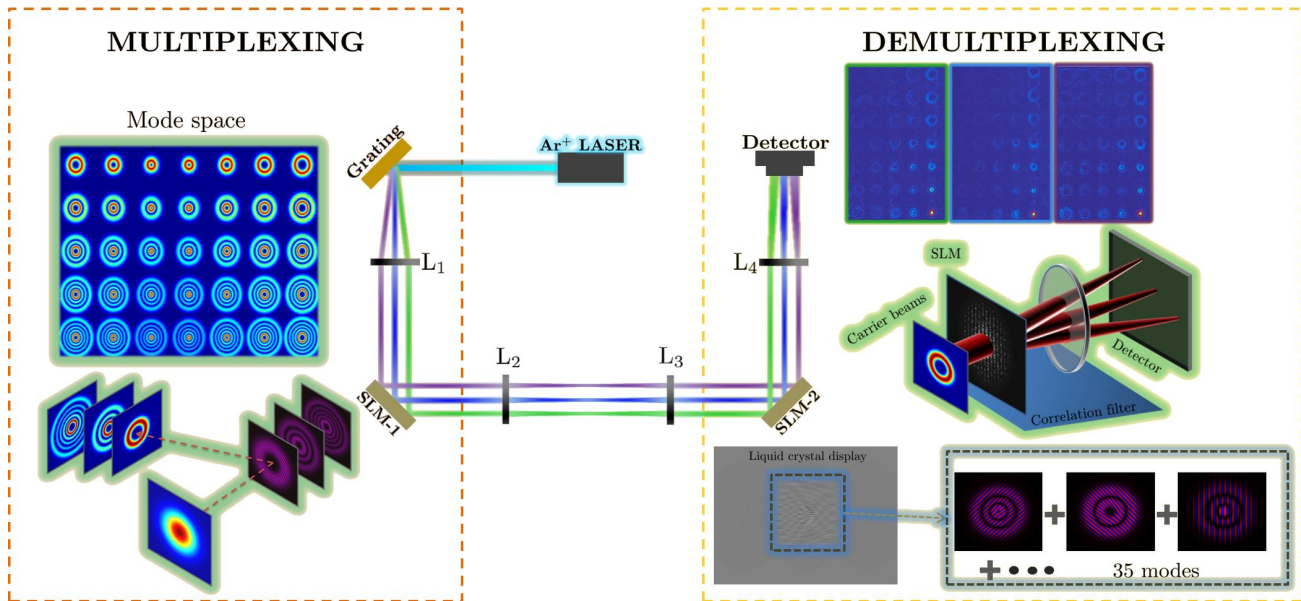 MULTIPLEXING
Mode space
Grating
Ar⁺ LASER
L₁
SLM-1
L₂
L₃
DEMULTIPLEXING
Detector
L₄
SLM-2
SLM
Carrier beams
Detector
Correlation filter
Liquid crystal display
35 modes